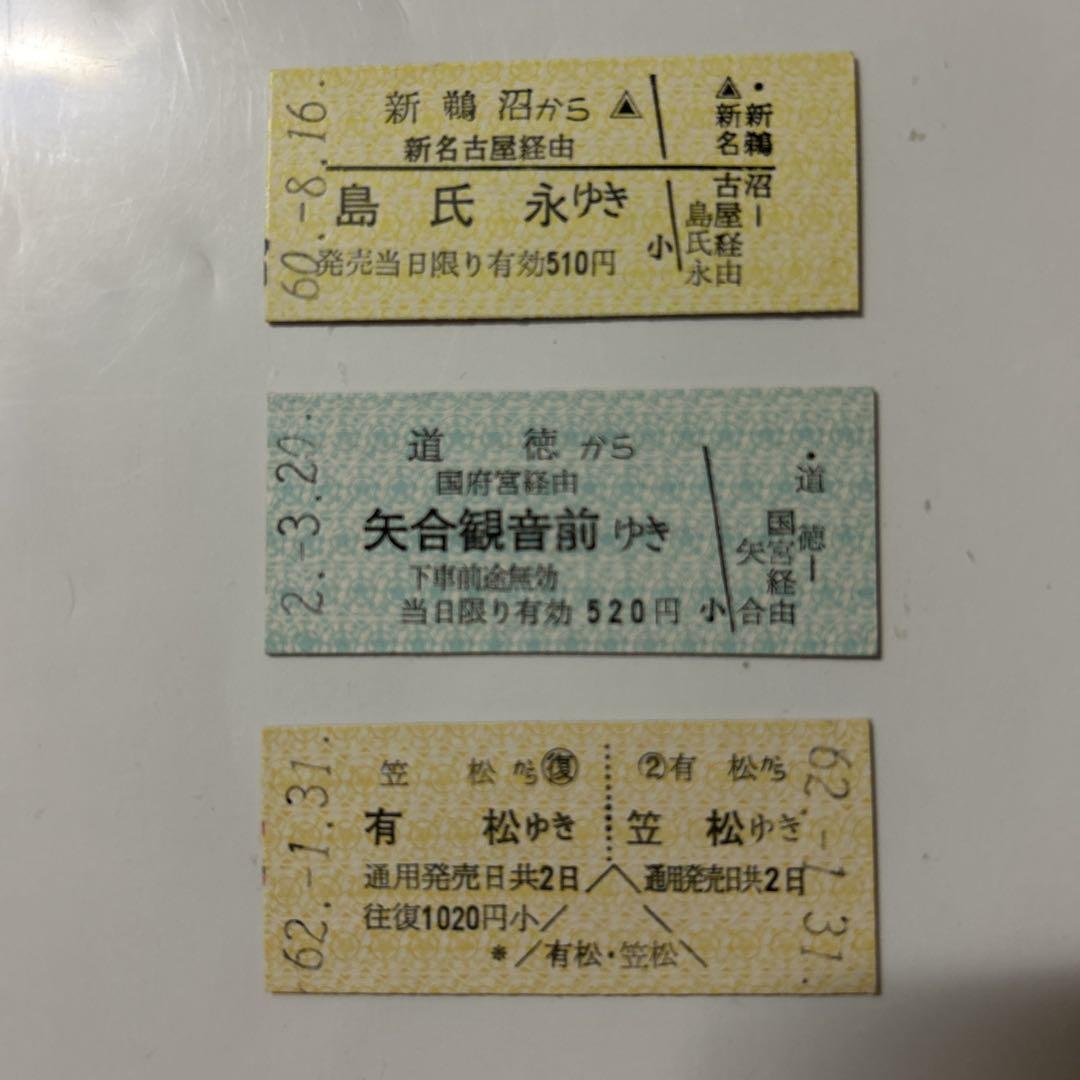 60.-8.16.
新鵜沼から▲
新名古屋経由
島氏永ゆき
発売当日限り有効510円
小
・新鵜沼ー
▲新名古屋経由
島氏永
2.-3.29.
道徳から
国府宮経由
矢合観音前ゆき
下車前途無効
当日限り有効 520円
小
・道徳ー
国宮経由
矢合
62.-1.31.
笠松から復
有松ゆき
通用発売日共2日
往復1020円小
②有松から
笠松ゆき
通用発売日共2日
*/有松・笠松\
62.-1.31.